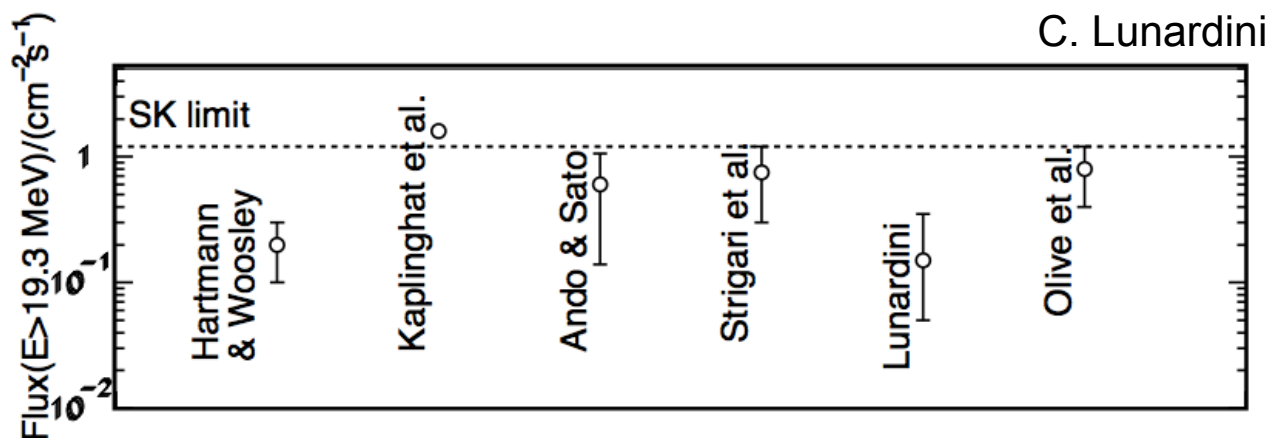 C. Lunardini
Flux(E>19.3 MeV)/(cm⁻²s⁻¹)
SK limit
1
10⁻¹
10⁻²
Hartmann
& Woosley
Kaplinghat et al.
Ando & Sato
Strigari et al.
Lunardini
Olive et al.